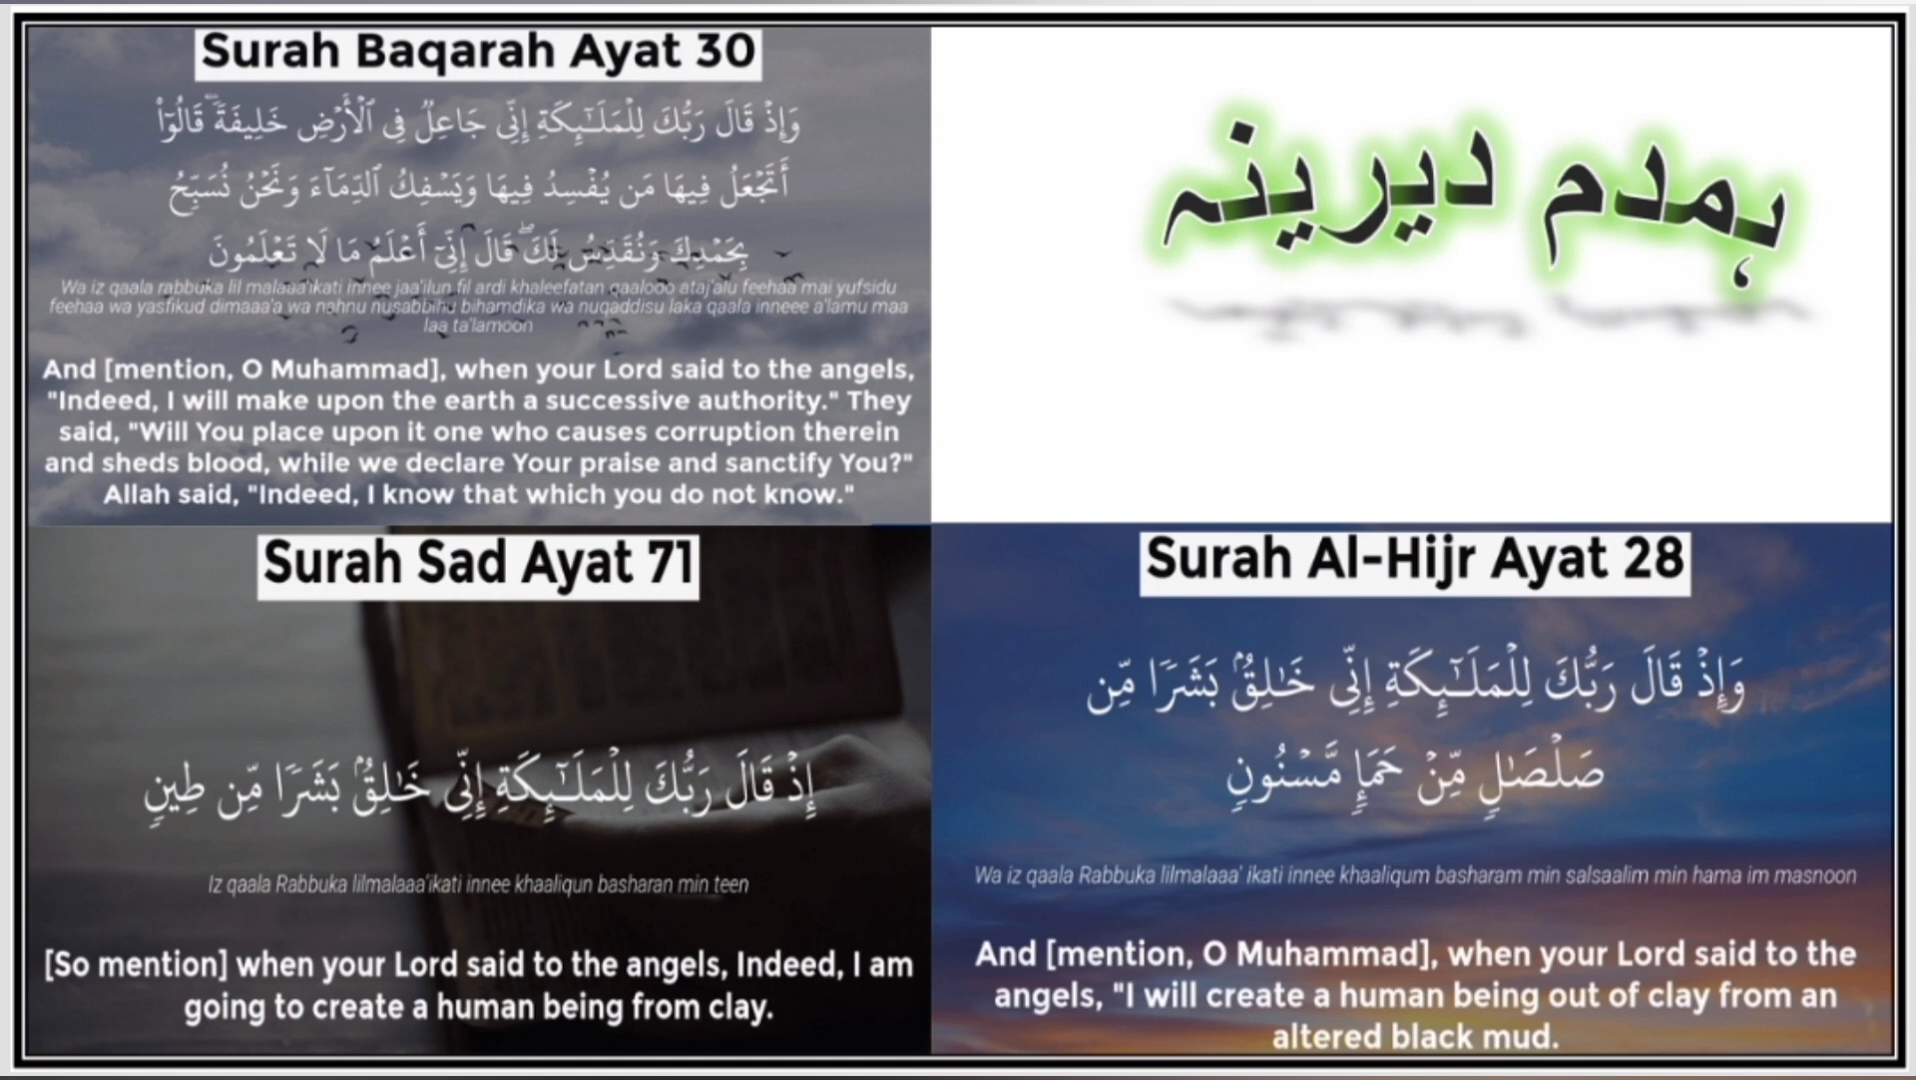 Surah Baqarah Ayat 30
وَإِذْ قَالَ رَبُّكَ لِلْمَلَـٰٓئِكَةِ إِنِّى جَاعِلٌ فِى ٱلْأَرْضِ خَلِيفَةً ۖ قَالُوٓا۟
أَتَجْعَلُ فِيهَا مَن يُفْسِدُ فِيهَا وَيَسْفِكُ ٱلدِّمَآءَ وَنَحْنُ نُسَبِّحُ
بِحَمْدِكَ وَنُقَدِّسُ لَكَ ۖ قَالَ إِنِّىٓ أَعْلَمُ مَا لَا تَعْلَمُونَ
Wa iz qaala rabbuka lil malaaa'ikati innee jaa'ilun fil ardi khaleefatan qaalooo ataj'alu feehaa mai yufsidu
feehaa wa yasfikud dimaaa'a wa nahnu nusabbihu bihamdika wa nuqaddisu laka qaala inneee a'lamu maa
laa ta'lamoon
And [mention, O Muhammad], when your Lord said to the angels,
"Indeed, I will make upon the earth a successive authority." They
said, "Will You place upon it one who causes corruption therein
and sheds blood, while we declare Your praise and sanctify You?"
Allah said, "Indeed, I know that which you do not know."
ہمدم دیرینہ
Surah Sad Ayat 71
إِذْ قَالَ رَبُّكَ لِلْمَلَـٰٓئِكَةِ إِنِّى خَـٰلِقٌۢ بَشَرًا مِّن طِينٍ
Iz qaala Rabbuka lilmalaaa'ikati innee khaaliqun basharan min teen
[So mention] when your Lord said to the angels, Indeed, I am
going to create a human being from clay.
Surah Al-Hijr Ayat 28
وَإِذْ قَالَ رَبُّكَ لِلْمَلَـٰٓئِكَةِ إِنِّى خَـٰلِقٌۢ بَشَرًا مِّن
صَلْصَـٰلٍ مِّنْ حَمَإٍ مَّسْنُونٍ
Wa iz qaala Rabbuka lilmalaaa' ikati innee khaaliqum basharam min salsaalim min hama im masnoon
And [mention, O Muhammad], when your Lord said to the
angels, "I will create a human being out of clay from an
altered black mud.